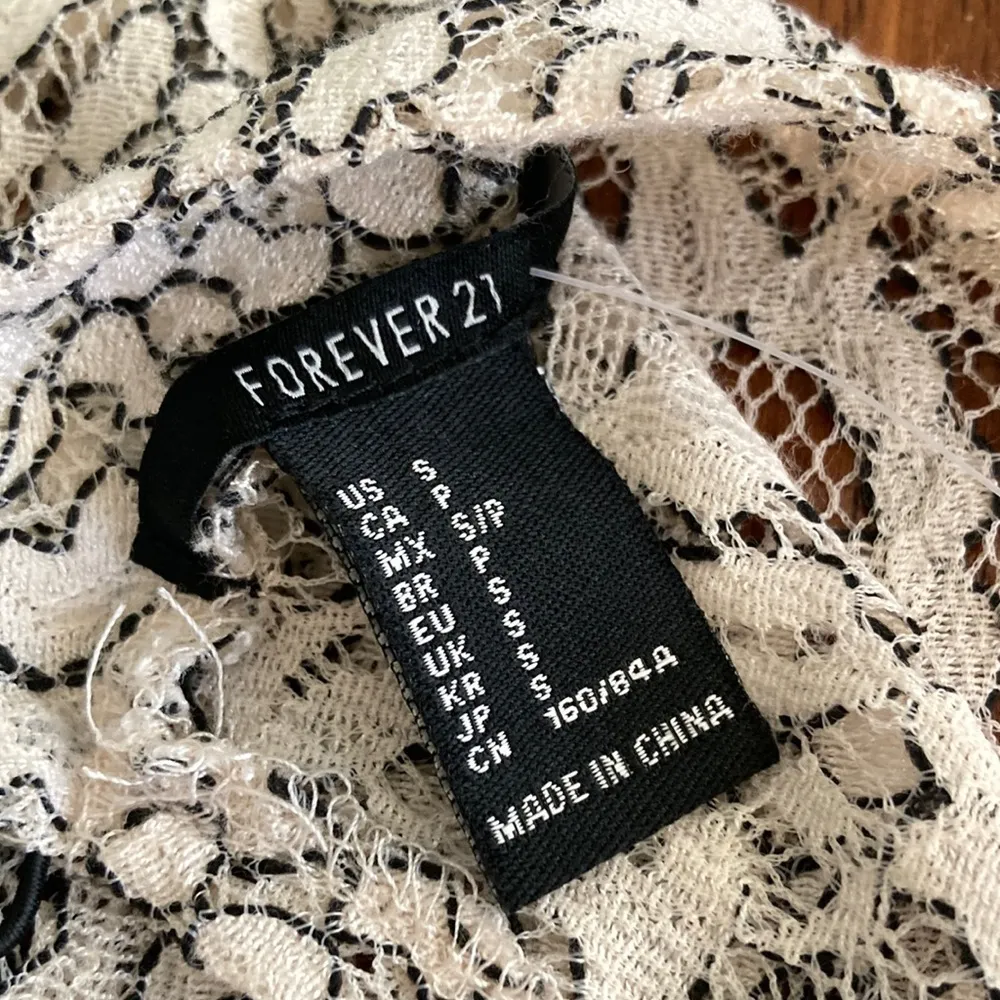 FOREVER 21
US S
CA P
MX S/P
BR P
EU S
UK S
KR S
JP S
CN 160/84A
MADE IN CHINA